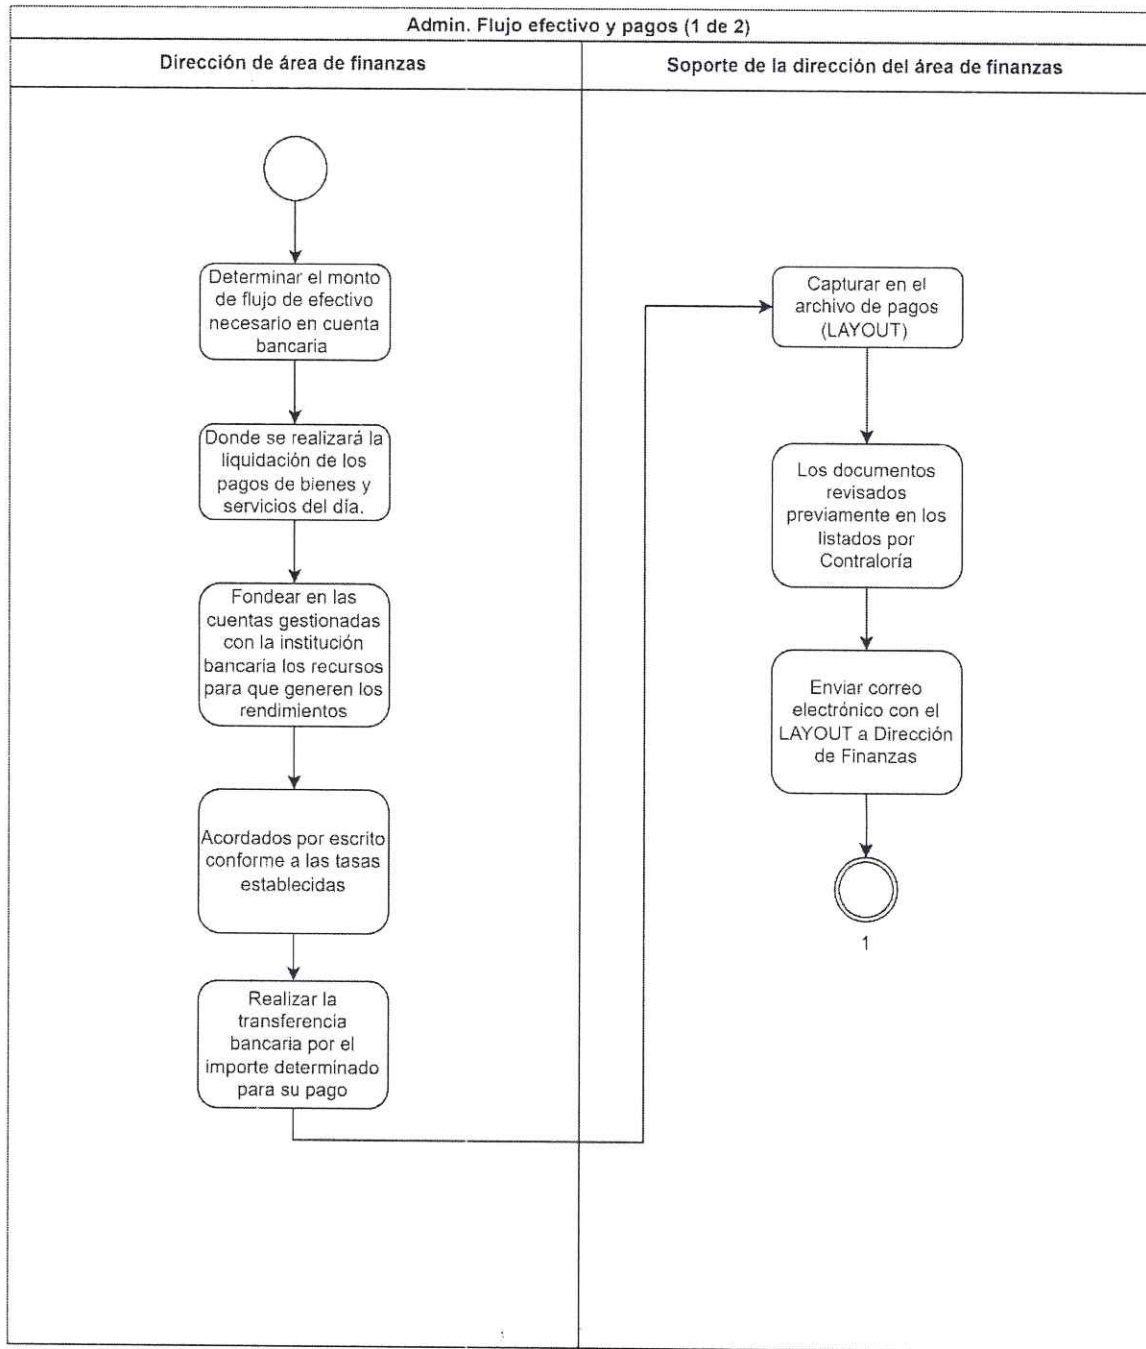 Admin. Flujo efectivo y pagos (1 de 2)
Dirección de área de finanzas
Soporte de la dirección del área de finanzas
Determinar el monto
de flujo de efectivo
necesario en cuenta
bancaria
Donde se realizará la
liquidación de los
pagos de bienes y
servicios del día.
Fondear en las
cuentas gestionadas
con la institución
bancaria los recursos
para que generen los
rendimientos
Acordados por escrito
conforme a las tasas
establecidas
Realizar la
transferencia
bancaria por el
importe determinado
para su pago
Capturar en el
archivo de pagos
(LAYOUT)
Los documentos
revisados
previamente en los
listados por
Contraloría
Enviar correo
electrónico con el
LAYOUT a Dirección
de Finanzas
1